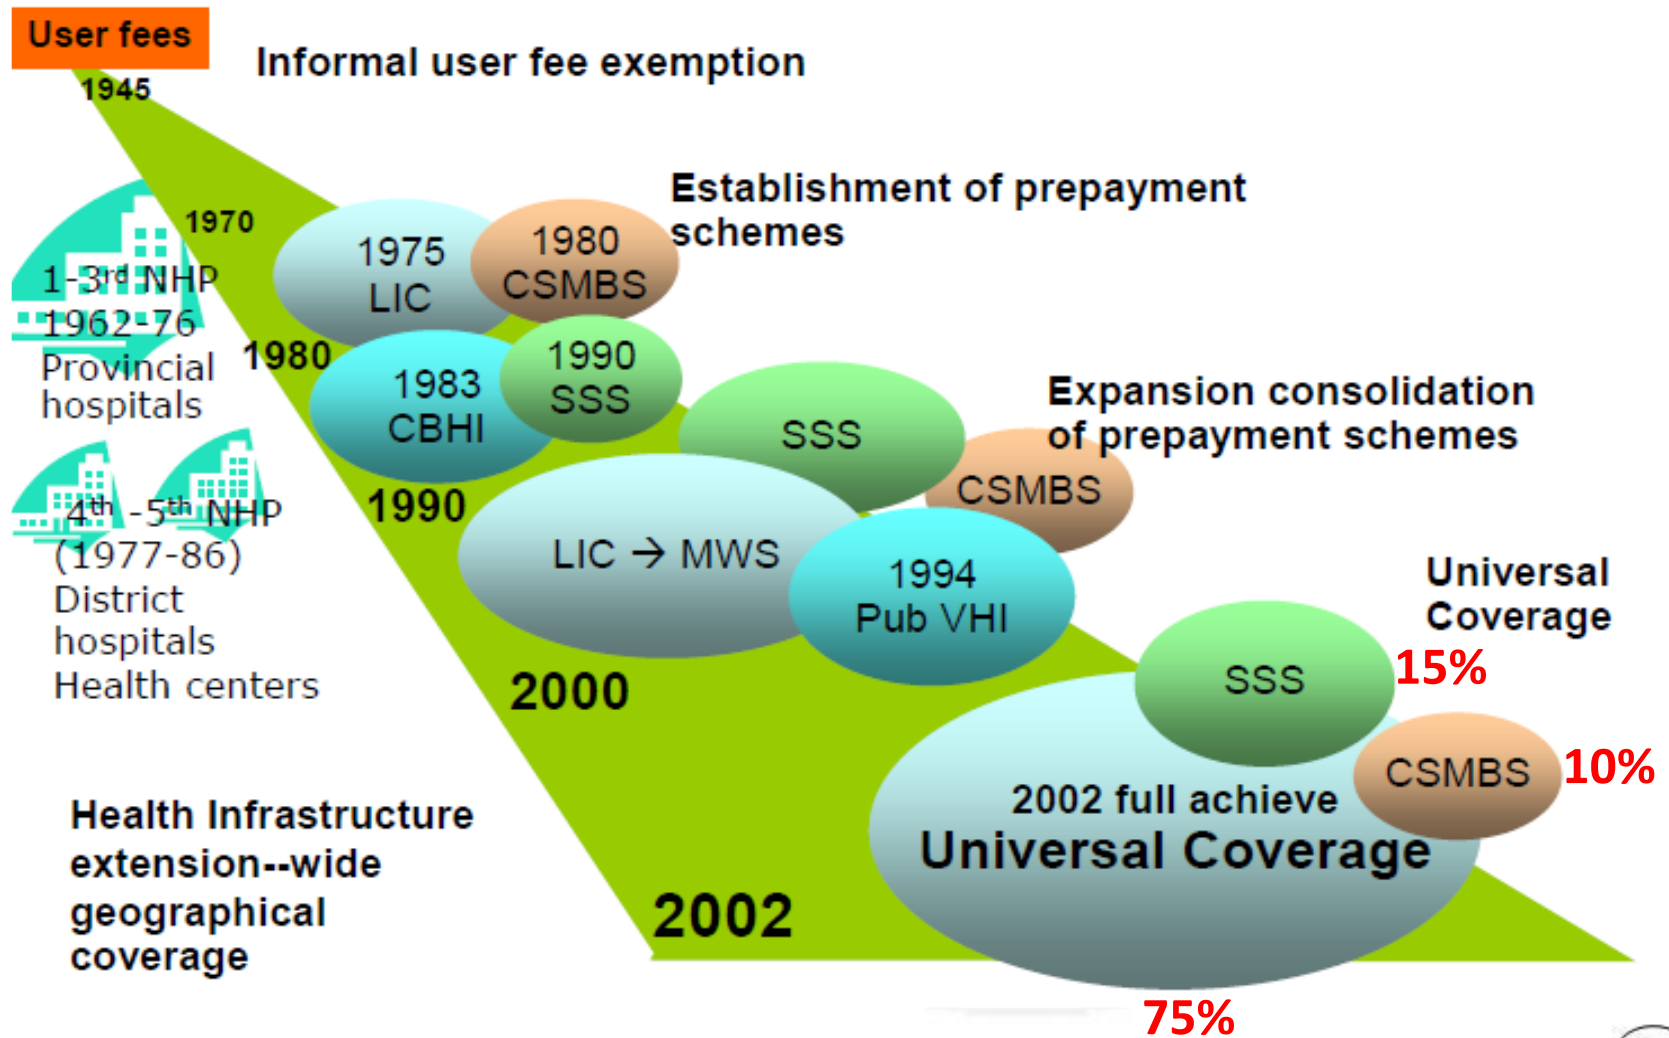 User fees
1945
Informal user fee exemption
Establishment of prepayment
schemes
1970
1975
LIC
1980
CSMBS
1-3rd NHP
1962-76
Provincial
hospitals
1980
1983
CBHI
1990
SSS
SSS
Expansion consolidation
of prepayment schemes
CSMBS
1990
4th -5th NHP
(1977-86)
District
hospitals
Health centers
LIC → MWS
1994
Pub VHI
Universal
Coverage
2000
SSS
15%
CSMBS
10%
2002 full achieve
Universal Coverage
Health Infrastructure
extension--wide
geographical
coverage
2002
75%